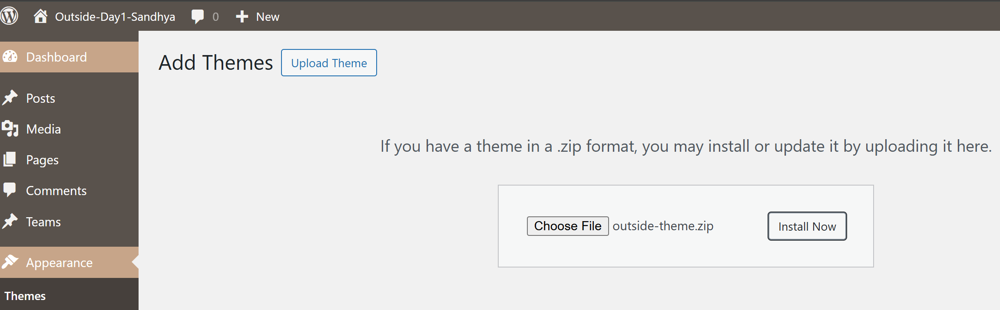 Outside-Day1-Sandhya 0 New
Dashboard
Posts
Media
Pages
Comments
Teams
Appearance
Themes
Add Themes Upload Theme
If you have a theme in a .zip format, you may install or update it by uploading it here.
Choose File outside-theme.zip Install Now